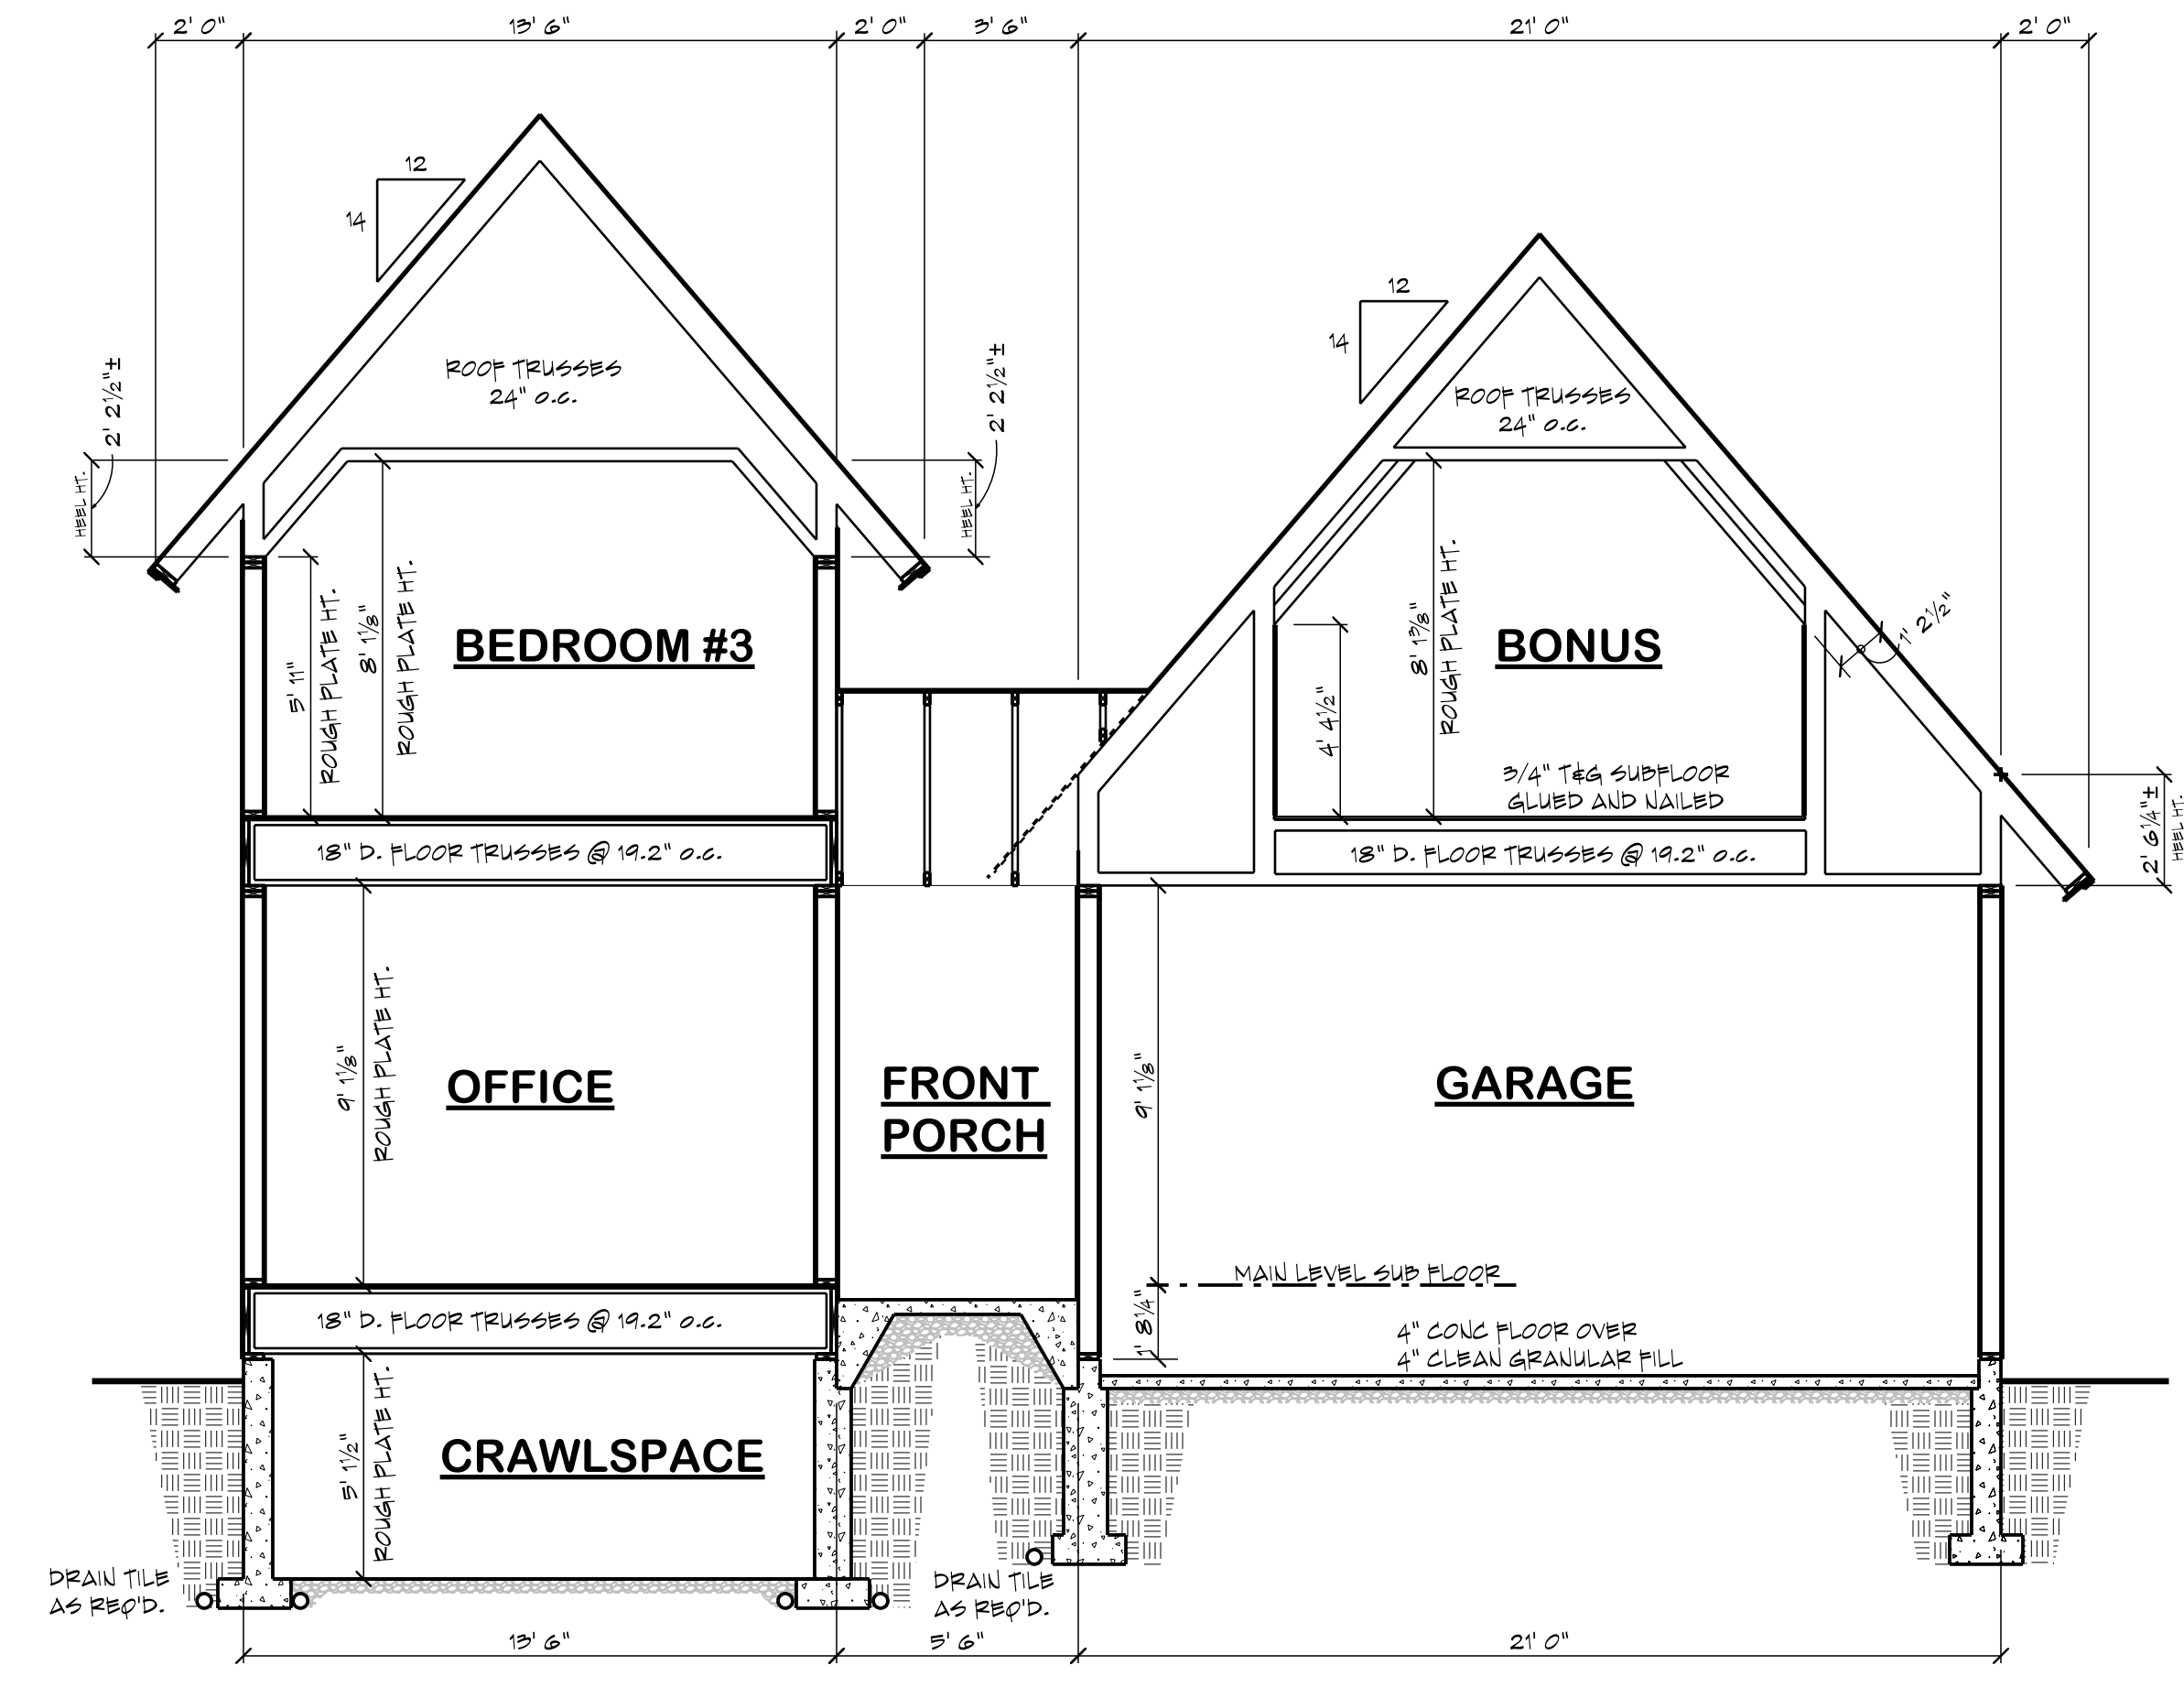 2' 0"
13' 6"
2' 0"
3' 6"
21' 0"
2' 0"
12
14
12
14
ROOF TRUSSES
24" O.C.
ROOF TRUSSES
24" O.C.
2' 2½"±
HEEL HT.
2' 2½"±
HEEL HT.
5' 11"
ROUGH PLATE HT.
8' 1⅛"
ROUGH PLATE HT.
BEDROOM #3
4' 4½"
8' 1⅜"
ROUGH PLATE HT.
BONUS
1' 2½"
3/4" T&G SUBFLOOR
GLUED AND NAILED
2' 6¼"±
HEEL HT.
18" D. FLOOR TRUSSES @ 19.2" O.C.
18" D. FLOOR TRUSSES @ 19.2" O.C.
9' 1⅛"
ROUGH PLATE HT.
OFFICE
FRONT
PORCH
9' 1⅛"
GARAGE
MAIN LEVEL SUB FLOOR
1' 8¼"
18" D. FLOOR TRUSSES @ 19.2" O.C.
4" CONC FLOOR OVER
4" CLEAN GRANULAR FILL
5' 1½"
ROUGH PLATE HT.
CRAWLSPACE
DRAIN TILE
AS REQ'D.
DRAIN TILE
AS REQ'D.
13' 6"
5' 6"
21' 0"